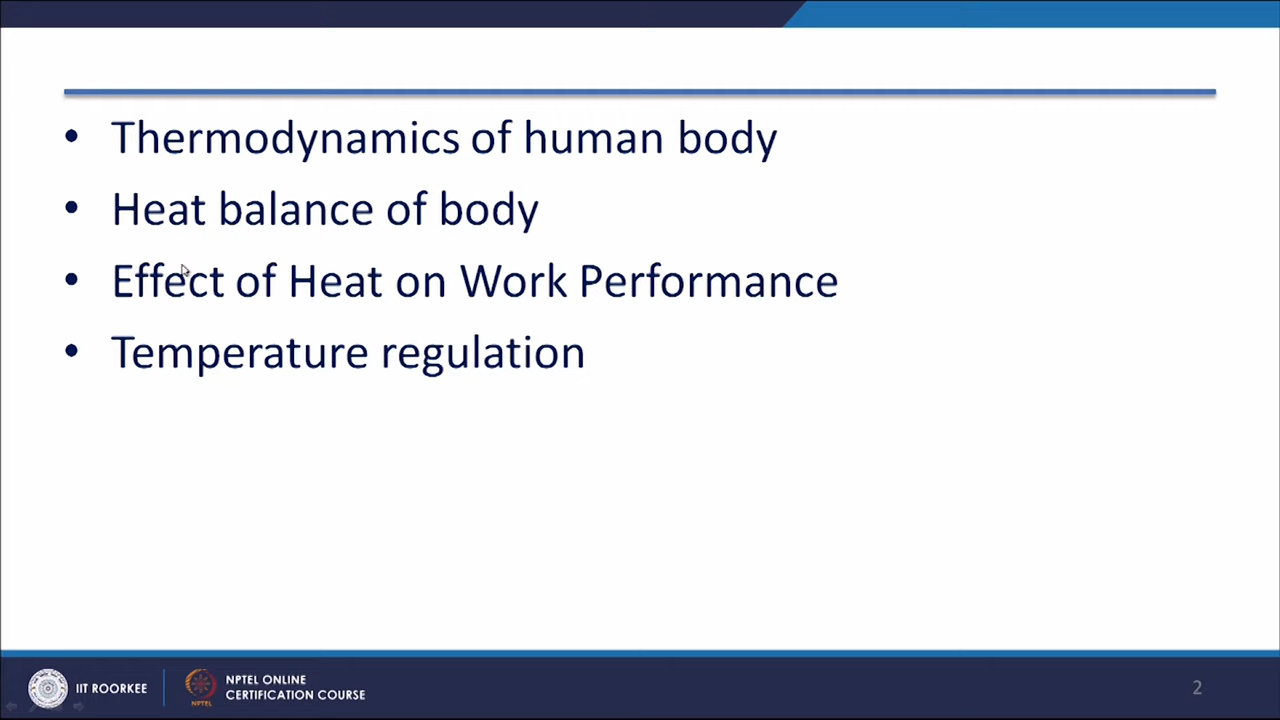 • Thermodynamics of human body
• Heat balance of body
• Effect of Heat on Work Performance
• Temperature regulation
IIT ROORKEE
NPTEL
NPTEL ONLINE
CERTIFICATION COURSE
2